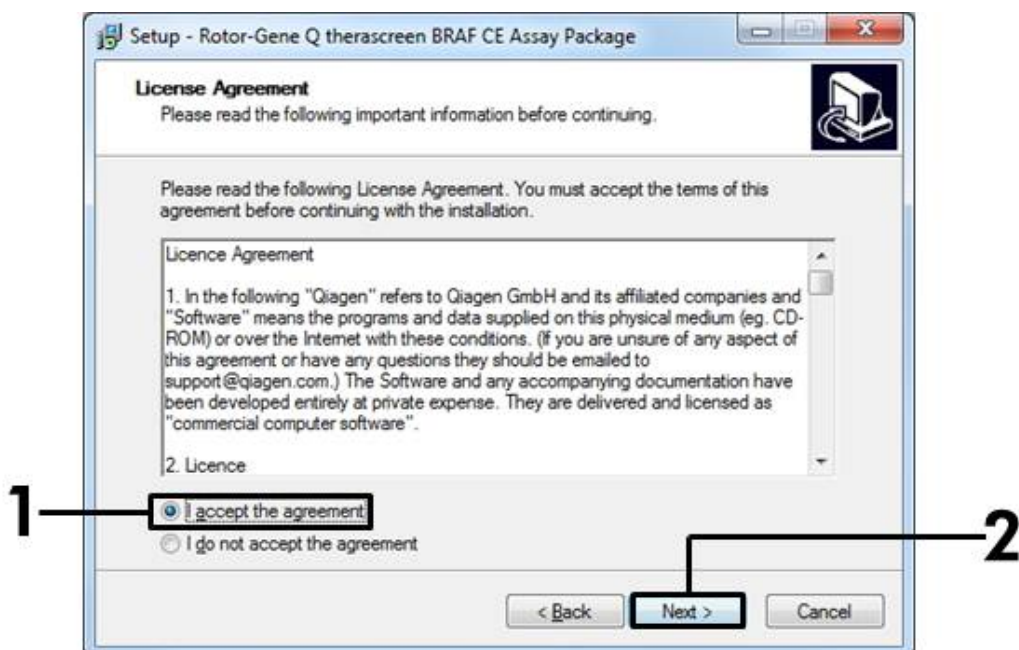 Setup - Rotor-Gene Q therascreen BRAF CE Assay Package
License Agreement
Please read the following important information before continuing.
Please read the following License Agreement. You must accept the terms of this
agreement before continuing with the installation.
Licence Agreement
1. In the following "Qiagen" refers to Qiagen GmbH and its affiliated companies and
"Software" means the programs and data supplied on this physical medium (eg. CD-
ROM) or over the Internet with these conditions. (If you are unsure of any aspect of
this agreement or have any questions they should be emailed to
support@qiagen.com.) The Software and any accompanying documentation have
been developed entirely at private expense. They are delivered and licensed as
"commercial computer software".
2. Licence
1
I accept the agreement
I do not accept the agreement
2
< Back
Next >
Cancel